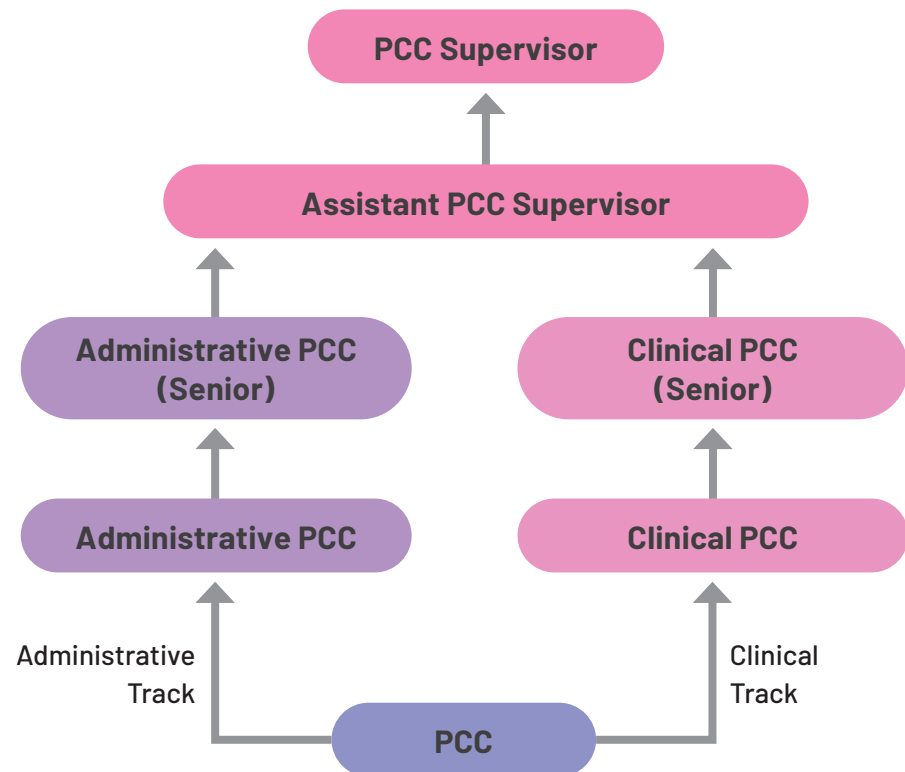 PCC Supervisor
Assistant PCC Supervisor
Administrative PCC
(Senior)
Clinical PCC
(Senior)
Administrative PCC
Clinical PCC
Administrative
Track
Clinical
Track
PCC